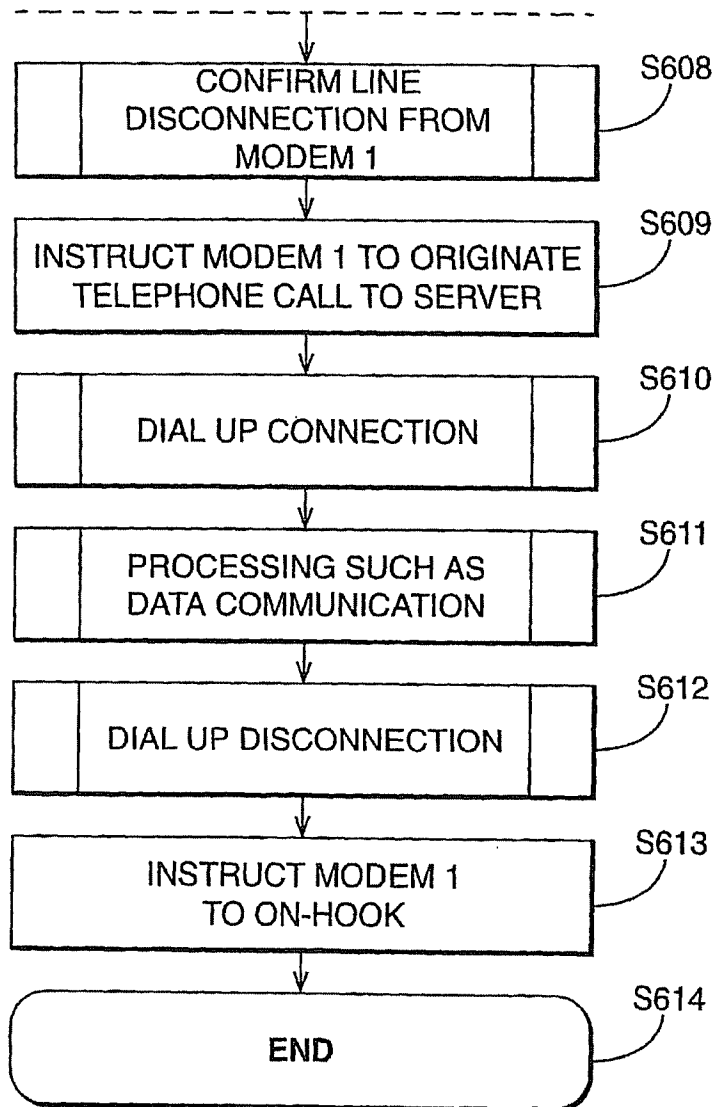 S608
CONFIRM LINE
DISCONNECTION FROM
MODEM 1
S609
INSTRUCT MODEM 1 TO ORIGINATE
TELEPHONE CALL TO SERVER
S610
DIAL UP CONNECTION
S611
PROCESSING SUCH AS
DATA COMMUNICATION
S612
DIAL UP DISCONNECTION
S613
INSTRUCT MODEM 1
TO ON-HOOK
S614
END